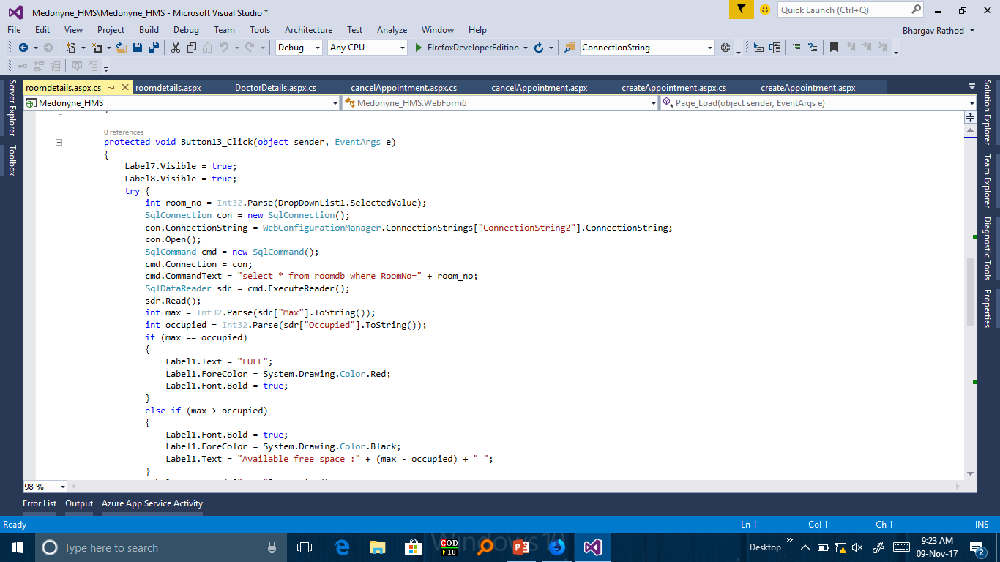 Medonyne_HMS\Medonyne_HMS - Microsoft Visual Studio *
Quick Launch (Ctrl+Q)
File Edit View Project Build Debug Team Tools Architecture Test Analyze Window Help
Bhargav Rathod
Debug Any CPU FirefoxDeveloperEdition ConnectionString
roomdetails.aspx.cs roomdetails.aspx DoctorDetails.aspx.cs cancelAppointment.aspx.cs cancelAppointment.aspx createAppointment.aspx.cs createAppointment.aspx
Medonyne_HMS Medonyne_HMS.WebForm6 Page_Load(object sender, EventArgs e)
Server Explorer
Toolbox
Solution Explorer
Team Explorer
Diagnostic Tools
Properties
0 references
protected void Button13_Click(object sender, EventArgs e)
{
Label7.Visible = true;
Label8.Visible = true;
try {
int room_no = Int32.Parse(DropDownList1.SelectedValue);
SqlConnection con = new SqlConnection();
con.ConnectionString = WebConfigurationManager.ConnectionStrings["ConnectionString2"].ConnectionString;
con.Open();
SqlCommand cmd = new SqlCommand();
cmd.Connection = con;
cmd.CommandText = "select * from roomdb where RoomNo=" + room_no;
SqlDataReader sdr = cmd.ExecuteReader();
sdr.Read();
int max = Int32.Parse(sdr["Max"].ToString());
int occupied = Int32.Parse(sdr["Occupied"].ToString());
if (max == occupied)
{
Label1.Text = "FULL";
Label1.ForeColor = System.Drawing.Color.Red;
Label1.Font.Bold = true;
}
else if (max > occupied)
{
Label1.Font.Bold = true;
Label1.ForeColor = System.Drawing.Color.Black;
Label1.Text = "Available free space :" + (max - occupied) + " ";
}
98 %
Error List Output Azure App Service Activity
Ready Ln 1 Col 1 Ch 1 INS
Type here to search
COD
►10
Windows 10
Desktop
9:23 AM
09-Nov-17
2